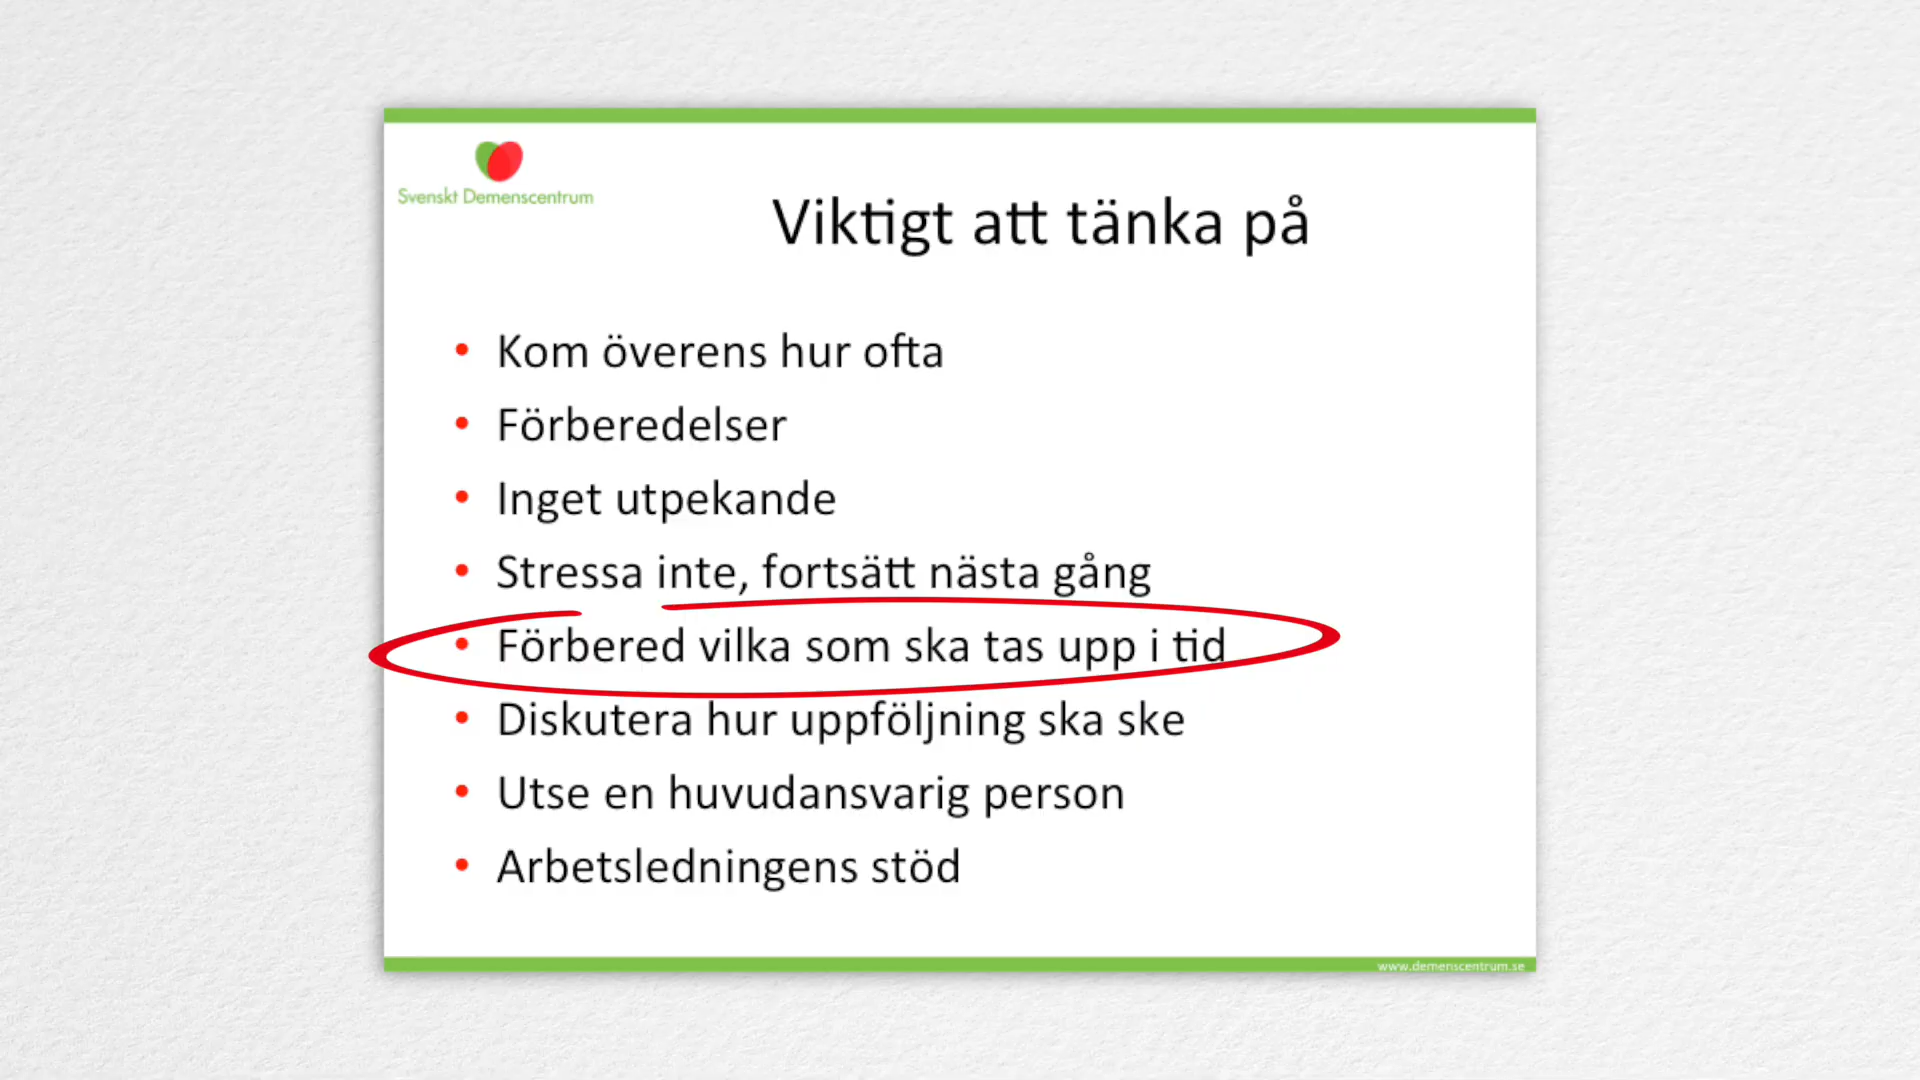 Svenskt Demenscentrum
Viktigt att tänka på
• Kom överens hur ofta
• Förberedelser
• Inget utpekande
• Stressa inte, fortsätt nästa gång
• Förbered vilka som ska tas upp i tid
• Diskutera hur uppföljning ska ske
• Utse en huvudansvarig person
• Arbetsledningens stöd
www.demenscentrum.se